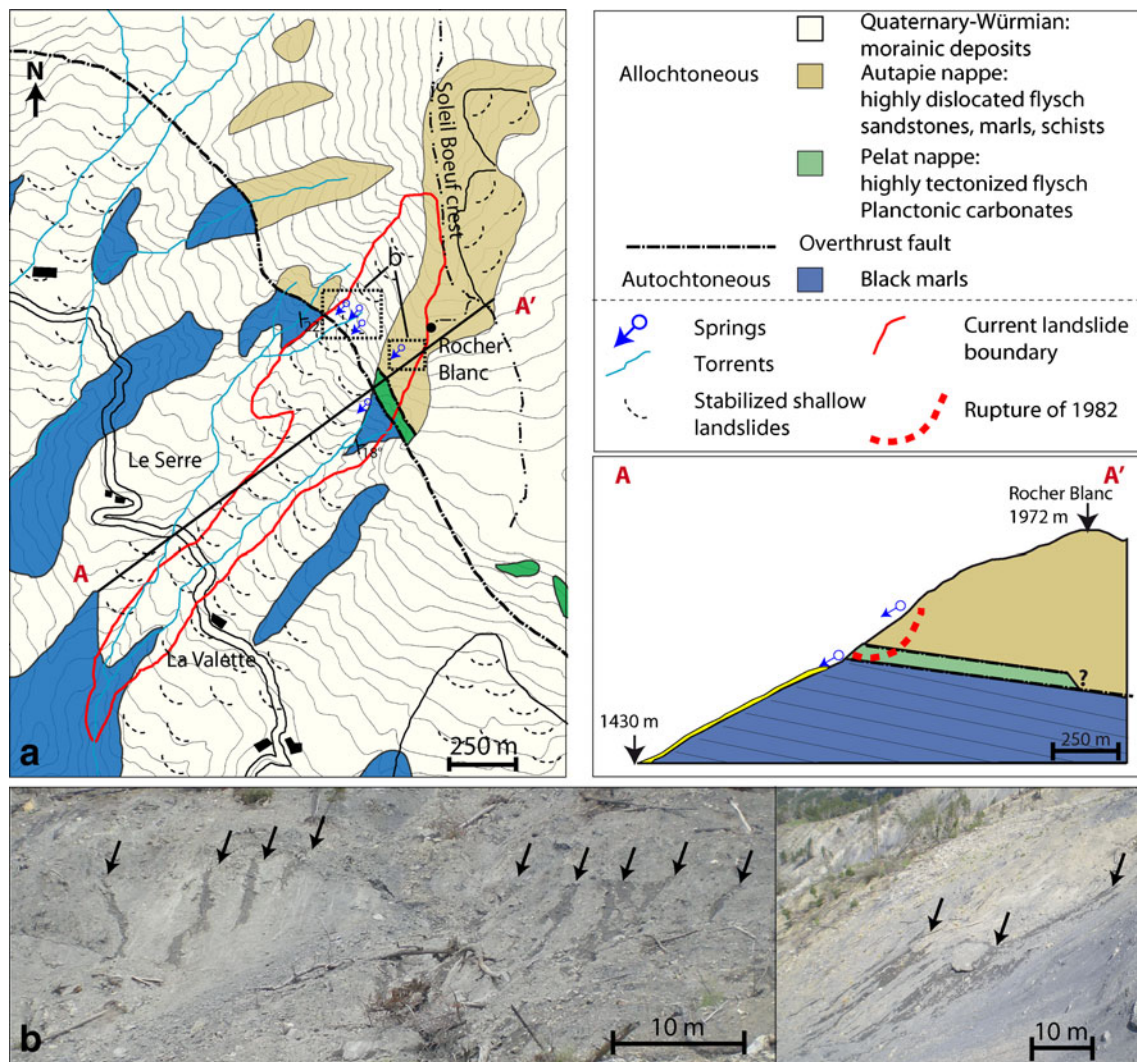 N
Soleil Boeuf crest
b
A'
Rocher
Blanc
18°
Le Serre
A
La Valette
a
250 m
Allochtoneous
Quaternary-Würmian:
morainic deposits
Autapie nappe:
highly dislocated flysch
sandstones, marls, schists
Pelat nappe:
highly tectonized flysch
Planctonic carbonates
Overthrust fault
Autochtoneous
Black marls
Springs
Torrents
Stabilized shallow
landslides
Current landslide
boundary
Rupture of 1982
A
A'
Rocher Blanc
1972 m
?
1430 m
250 m
b
10 m
10 m